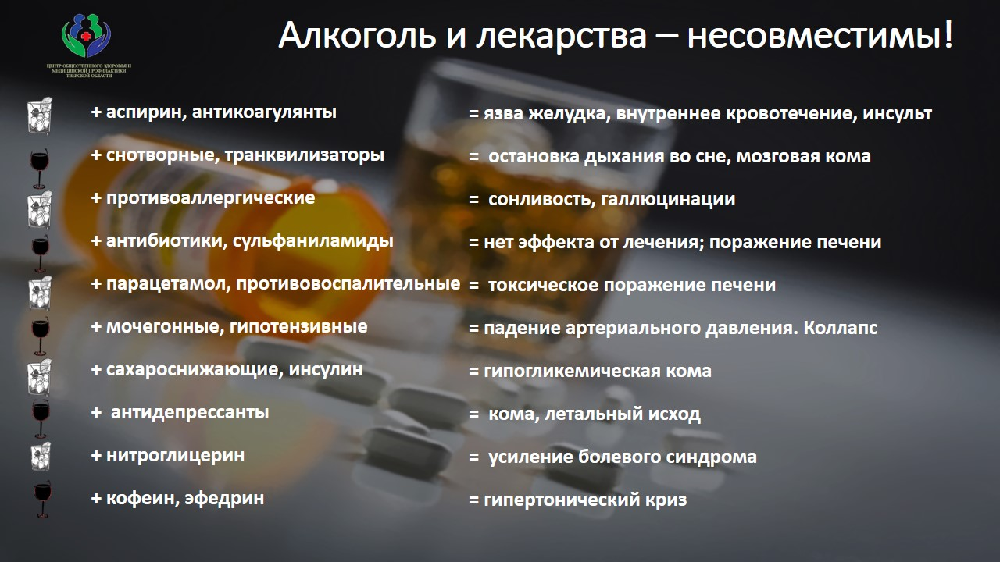 Алкоголь и лекарства – несовместимы!
ЦЕНТР ОБЩЕСТВЕННОГО ЗДОРОВЬЯ И
МЕДИЦИНСКОЙ ПРОФИЛАКТИКИ
ТВЕРСКОЙ ОБЛАСТИ
+ аспирин, антикоагулянты = язва желудка, внутреннее кровотечение, инсульт
+ снотворные, транквилизаторы = остановка дыхания во сне, мозговая кома
+ противоаллергические = сонливость, галлюцинации
+ антибиотики, сульфаниламиды = нет эффекта от лечения; поражение печени
+ парацетамол, противовоспалительные = токсическое поражение печени
+ мочегонные, гипотензивные = падение артериального давления. Коллапс
+ сахароснижающие, инсулин = гипогликемическая кома
+ антидепрессанты = кома, летальный исход
+ нитроглицерин = усиление болевого синдрома
+ кофеин, эфедрин = гипертонический криз